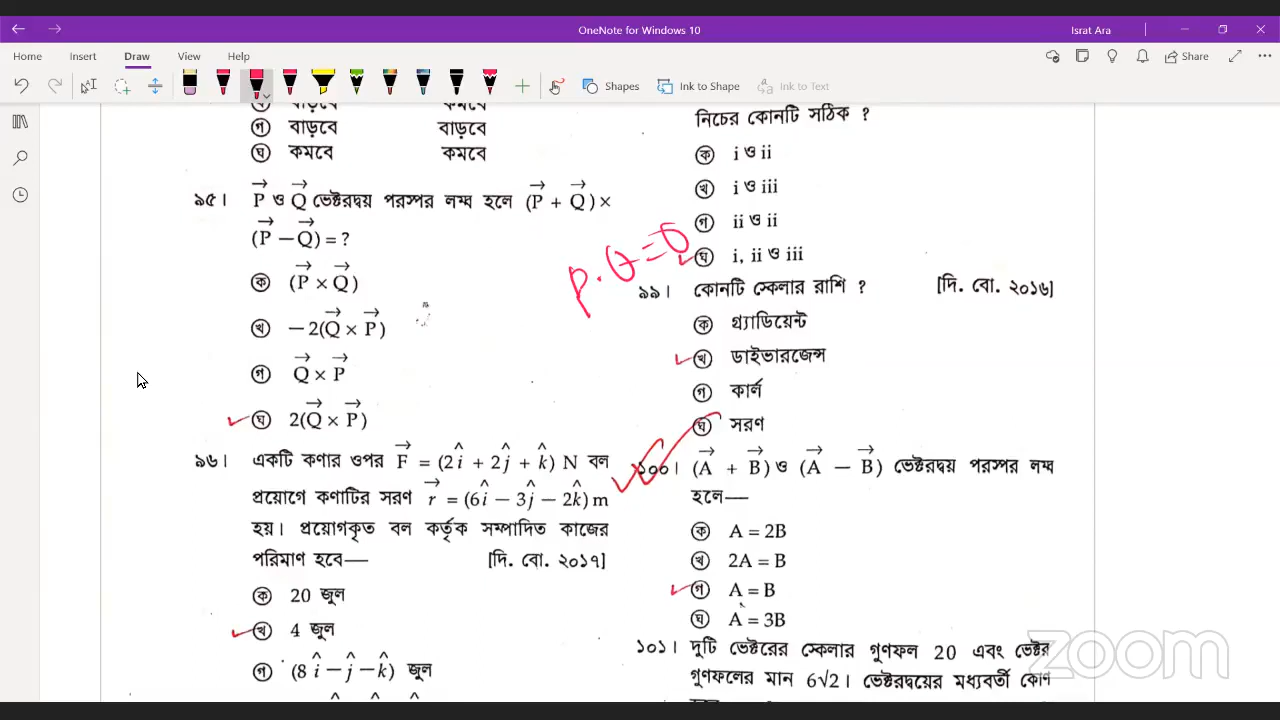 OneNote for Windows 10
Israt Ara
Home Insert Draw View Help
Share
Shapes Ink to Shape Ink to Text
বাড়বে কমবে
গ বাড়বে বাড়বে
ঘ কমবে কমবে
৯৫। P ও Q ভেক্টরদ্বয় পরস্পর লম্ব হলে (P + Q) ×
(P − Q) = ?
ক (P × Q)
খ − 2(Q × P)
গ Q × P
ঘ 2(Q × P)
৯৬। একটি কণার ওপর F = (2i + 2j + k) N বল
প্রয়োগে কণাটির সরণ r = (6i − 3j − 2k) m
হয়। প্রয়োগকৃত বল কর্তৃক সম্পাদিত কাজের
পরিমাণ হবে— [দি. বো. ২০১৭]
ক 20 জুল
খ 4 জুল
গ (8 i − j − k) জুল
P . Q = 0
নিচের কোনটি সঠিক ?
ক i ও ii
খ i ও iii
গ ii ও ii
ঘ i, ii ও iii
৯৯। কোনটি স্কেলার রাশি ? [দি. বো. ২০১৬]
ক গ্র্যাডিয়েন্ট
খ ডাইভারজেন্স
গ কার্ল
ঘ সরণ
১০০। (A + B) ও (A − B) ভেক্টরদ্বয় পরস্পর লম্ব
হলে—
ক A = 2B
খ 2A = B
গ A = B
ঘ A = 3B
১০১। দুটি ভেক্টরের স্কেলার গুণফল 20 এবং ভেক্টর
গুণফলের মান 6√2। ভেক্টরদ্বয়ের মধ্যবর্তী কোণ
zoom